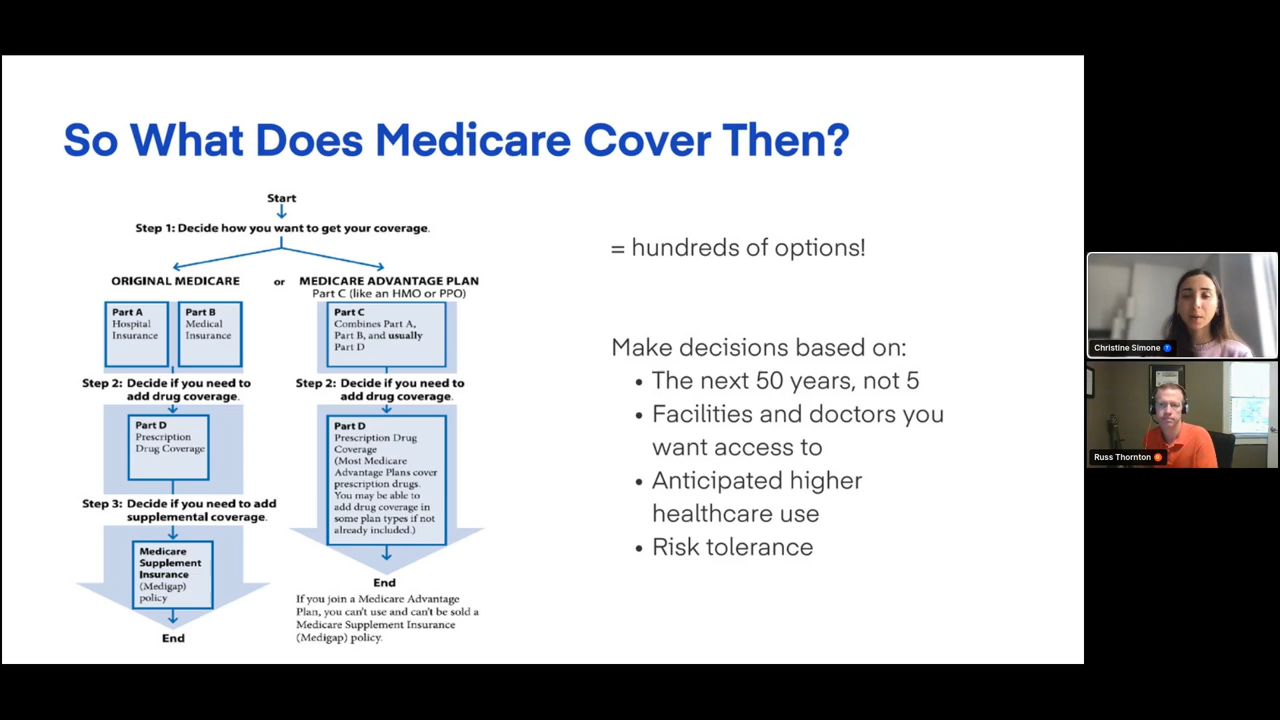 So What Does Medicare Cover Then?
Start
Step 1: Decide how you want to get your coverage.
ORIGINAL MEDICARE
or
MEDICARE ADVANTAGE PLAN
Part C (like an HMO or PPO)
Part A
Hospital
Insurance
Part B
Medical
Insurance
Part C
Combines Part A,
Part B, and usually
Part D
Step 2: Decide if you need to
add drug coverage.
Step 2: Decide if you need to
add drug coverage.
Part D
Prescription
Drug Coverage
Part D
Prescription Drug
Coverage
(Most Medicare
Advantage Plans cover
prescription drugs.
You may be able to
add drug coverage in
some plan types if not
already included.)
Step 3: Decide if you need to add
supplemental coverage.
Medicare
Supplement
Insurance
(Medigap)
policy
End
End
If you join a Medicare Advantage
Plan, you can't use and can't be sold a
Medicare Supplement Insurance
(Medigap) policy.
= hundreds of options!
Make decisions based on:
• The next 50 years, not 5
• Facilities and doctors you
want access to
• Anticipated higher
healthcare use
• Risk tolerance
Christine Simone
Russ Thornton